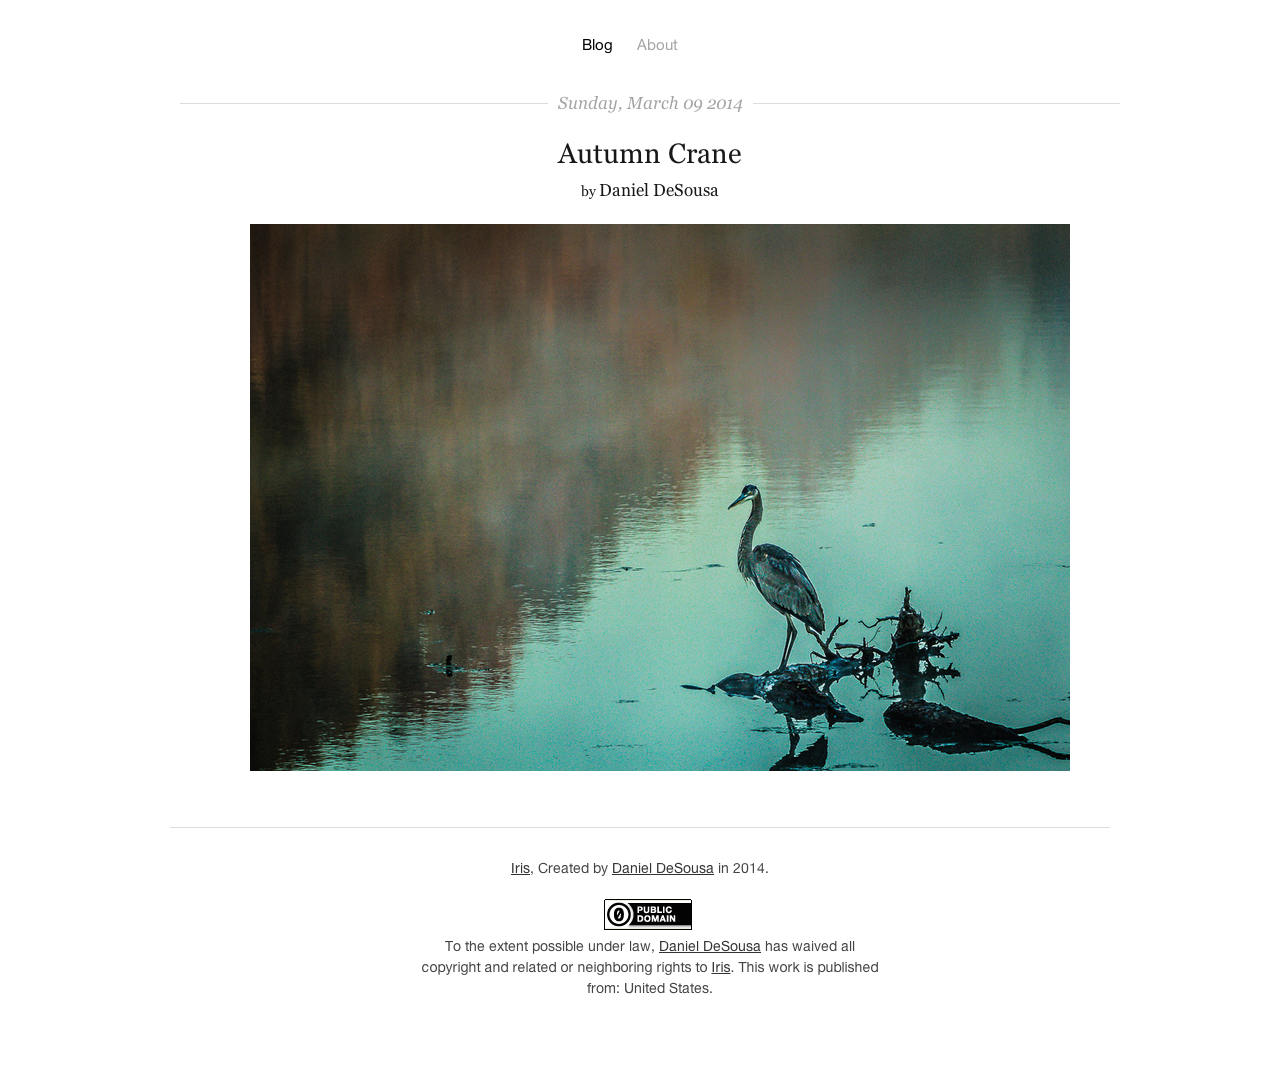 Blog About
Sunday, March 09 2014
Autumn Crane
by Daniel DeSousa
Iris, Created by Daniel DeSousa in 2014.
0 PUBLIC
DOMAIN
To the extent possible under law, Daniel DeSousa has waived all
copyright and related or neighboring rights to Iris. This work is published
from: United States.